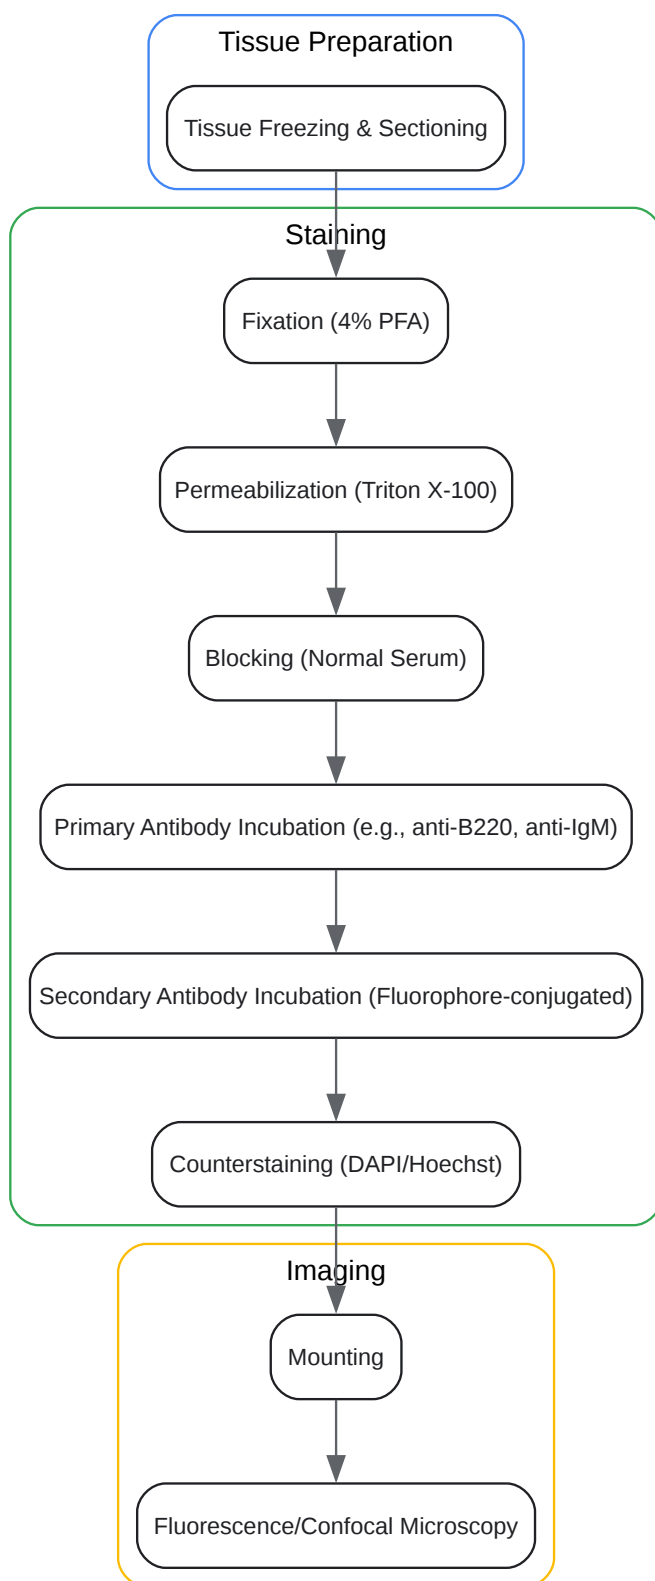 Tissue Preparation
Tissue Freezing & Sectioning
Staining
Fixation (4% PFA)
Permeabilization (Triton X-100)
Blocking (Normal Serum)
Primary Antibody Incubation (e.g., anti-B220, anti-IgM)
Secondary Antibody Incubation (Fluorophore-conjugated)
Counterstaining (DAPI/Hoechst)
Imaging
Mounting
Fluorescence/Confocal Microscopy